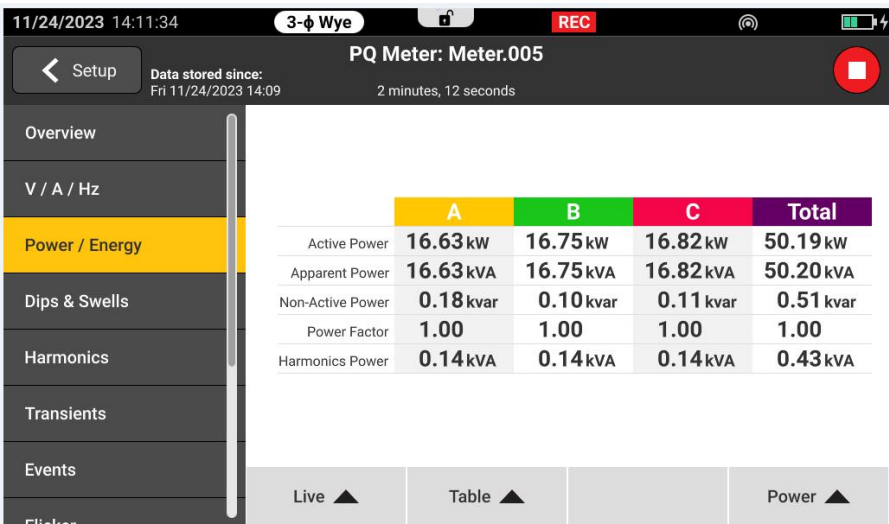 11/24/2023 14:11:34 3-ϕ Wye REC
PQ Meter: Meter.005
Setup
Data stored since:
Fri 11/24/2023 14:09
2 minutes, 12 seconds
Overview
V / A / Hz
Power / Energy
Dips & Swells
Harmonics
Transients
Events
Flicker
A B C Total
Active Power 16.63 kW 16.75 kW 16.82 kW 50.19 kW
Apparent Power 16.63 kVA 16.75 kVA 16.82 kVA 50.20 kVA
Non-Active Power 0.18 kvar 0.10 kvar 0.11 kvar 0.51 kvar
Power Factor 1.00 1.00 1.00 1.00
Harmonics Power 0.14 kVA 0.14 kVA 0.14 kVA 0.43 kVA
Live Table Power